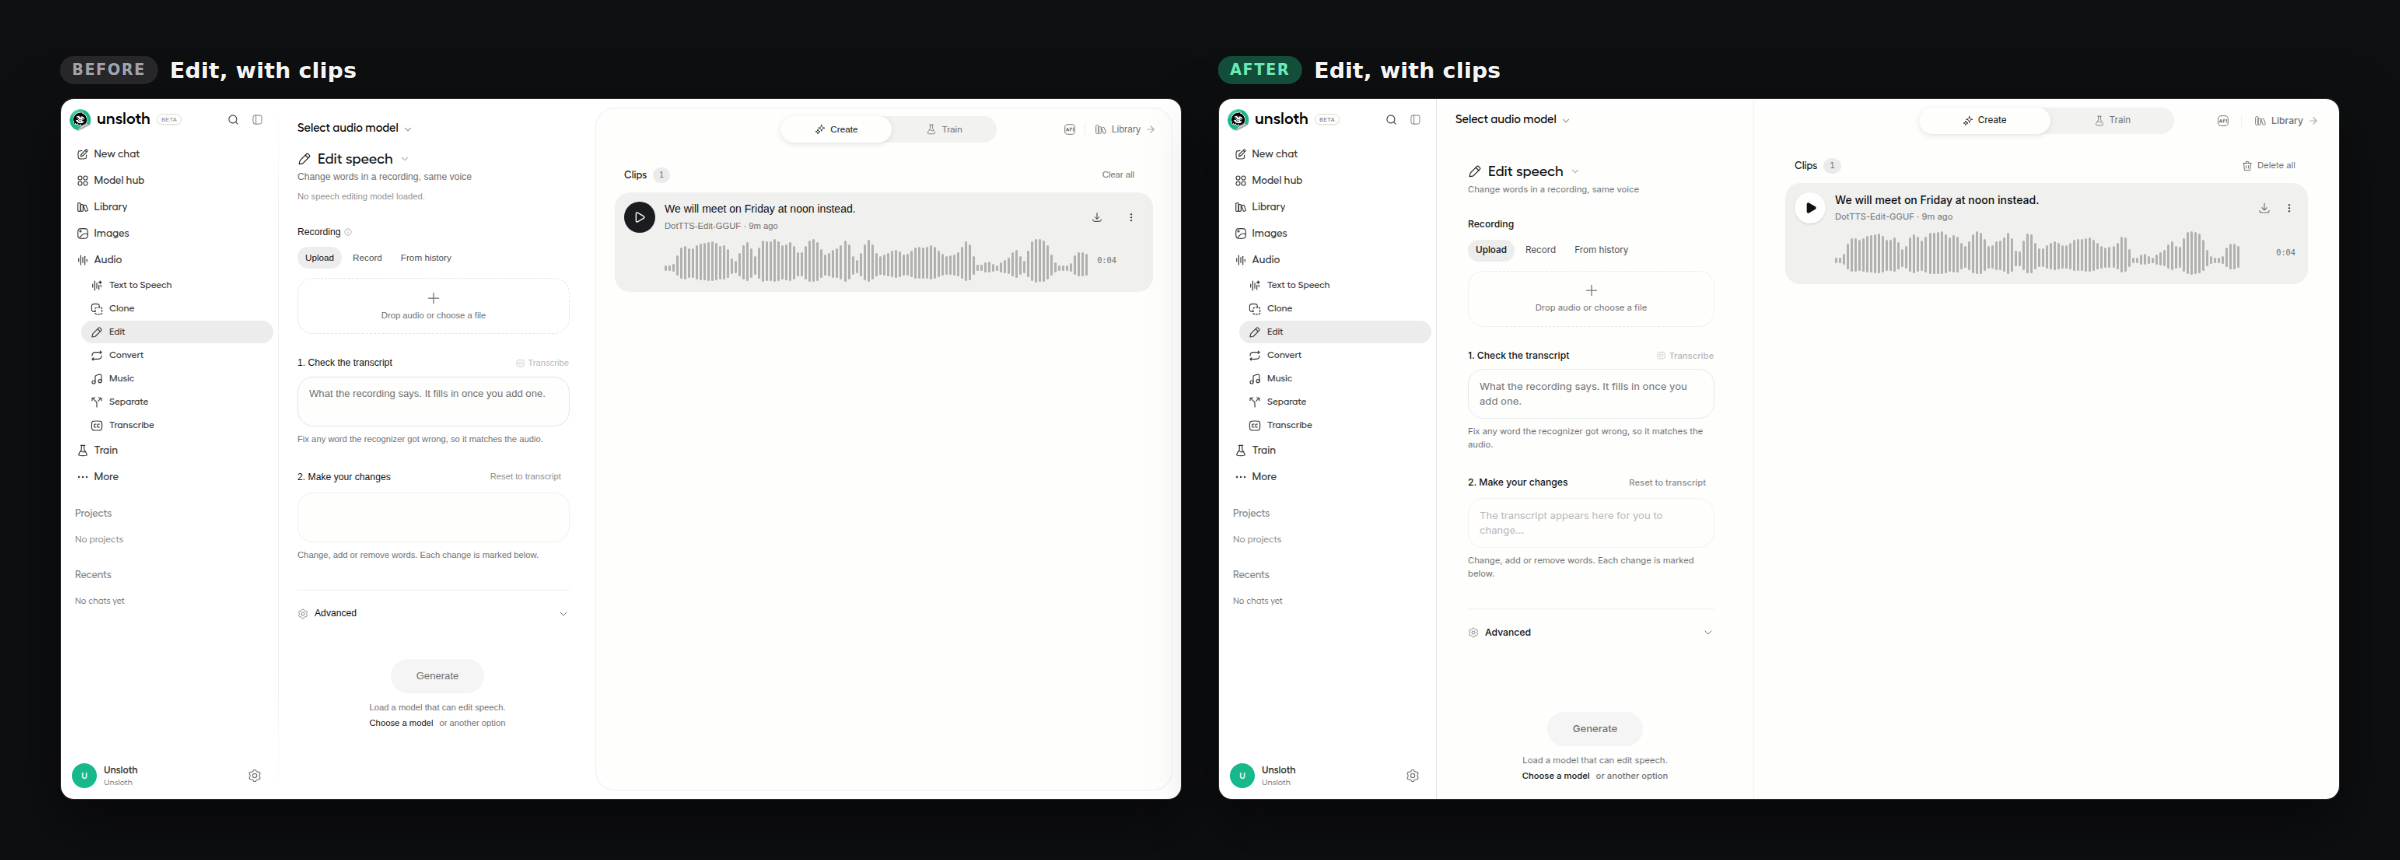 BEFORE Edit, with clips
unsloth BETA
New chat
Model hub
Library
Images
Audio
Text to Speech
Clone
Edit
Convert
Music
Separate
Transcribe
Train
More
Projects
No projects
Recents
No chats yet
U
Unsloth
Unsloth
Select audio model
Edit speech
Change words in a recording, same voice
No speech editing model loaded.
Recording
Upload Record From history
Drop audio or choose a file
1. Check the transcript Transcribe
What the recording says. It fills in once you add one.
Fix any word the recognizer got wrong, so it matches the audio.
2. Make your changes Reset to transcript
Change, add or remove words. Each change is marked below.
Advanced
Generate
Load a model that can edit speech.
Choose a model or another option
Create Train
API Library
Clips 1 Clear all
We will meet on Friday at noon instead.
DotTTS-Edit-GGUF · 9m ago
0:04
AFTER Edit, with clips
unsloth BETA
New chat
Model hub
Library
Images
Audio
Text to Speech
Clone
Edit
Convert
Music
Separate
Transcribe
Train
More
Projects
No projects
Recents
No chats yet
U
Unsloth
Unsloth
Select audio model
Edit speech
Change words in a recording, same voice
Recording
Upload Record From history
Drop audio or choose a file
1. Check the transcript Transcribe
What the recording says. It fills in once you
add one.
Fix any word the recognizer got wrong, so it matches the
audio.
2. Make your changes Reset to transcript
The transcript appears here for you to
change...
Change, add or remove words. Each change is marked
below.
Advanced
Generate
Load a model that can edit speech.
Choose a model or another option
Create Train
API Library
Clips 1 Delete all
We will meet on Friday at noon instead.
DotTTS-Edit-GGUF · 9m ago
0:04